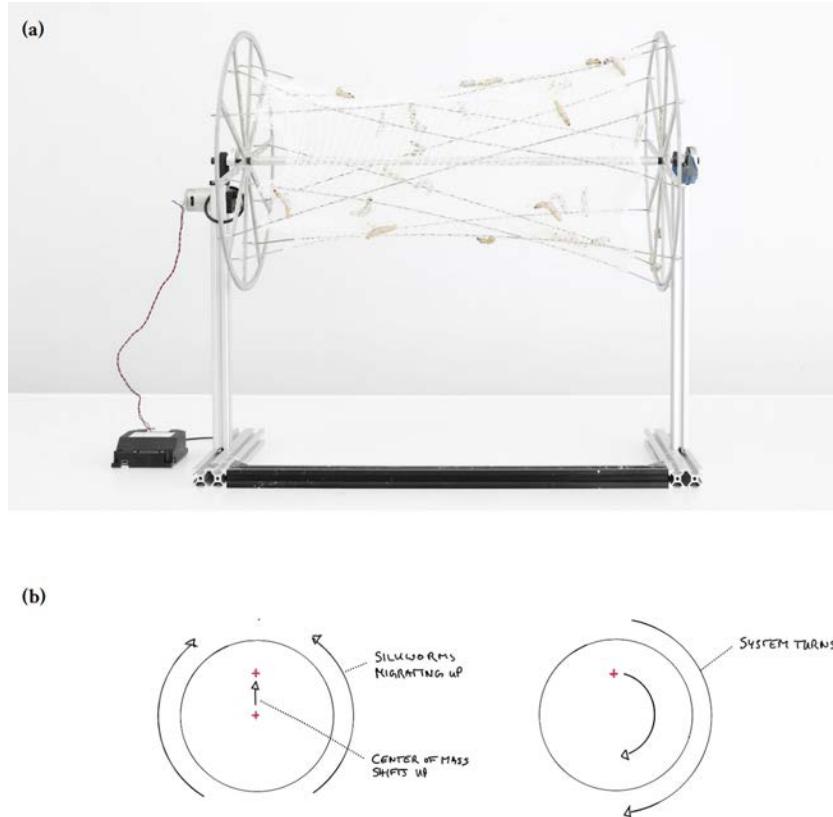 (a)
(b)
SILKWORMS
MIGRATING UP
CENTER OF MASS
SHIFTS UP
SYSTEM TURNS